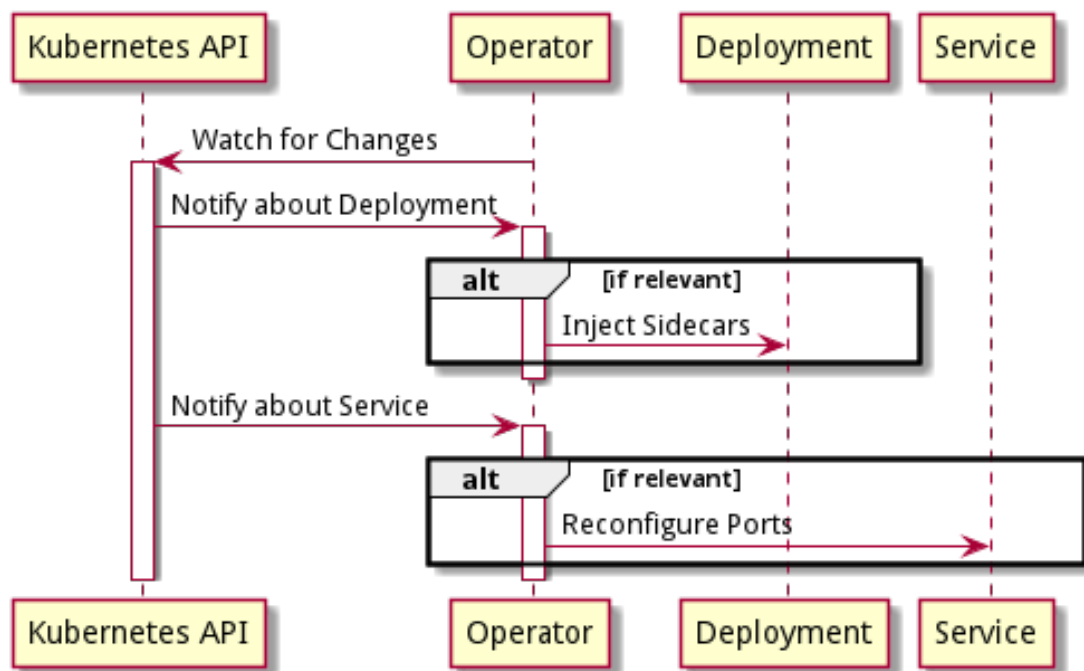 Kubernetes API
Operator
Deployment
Service
Watch for Changes
Notify about Deployment
alt
[if relevant]
Inject Sidecars
Notify about Service
alt
[if relevant]
Reconfigure Ports
Kubernetes API
Operator
Deployment
Service